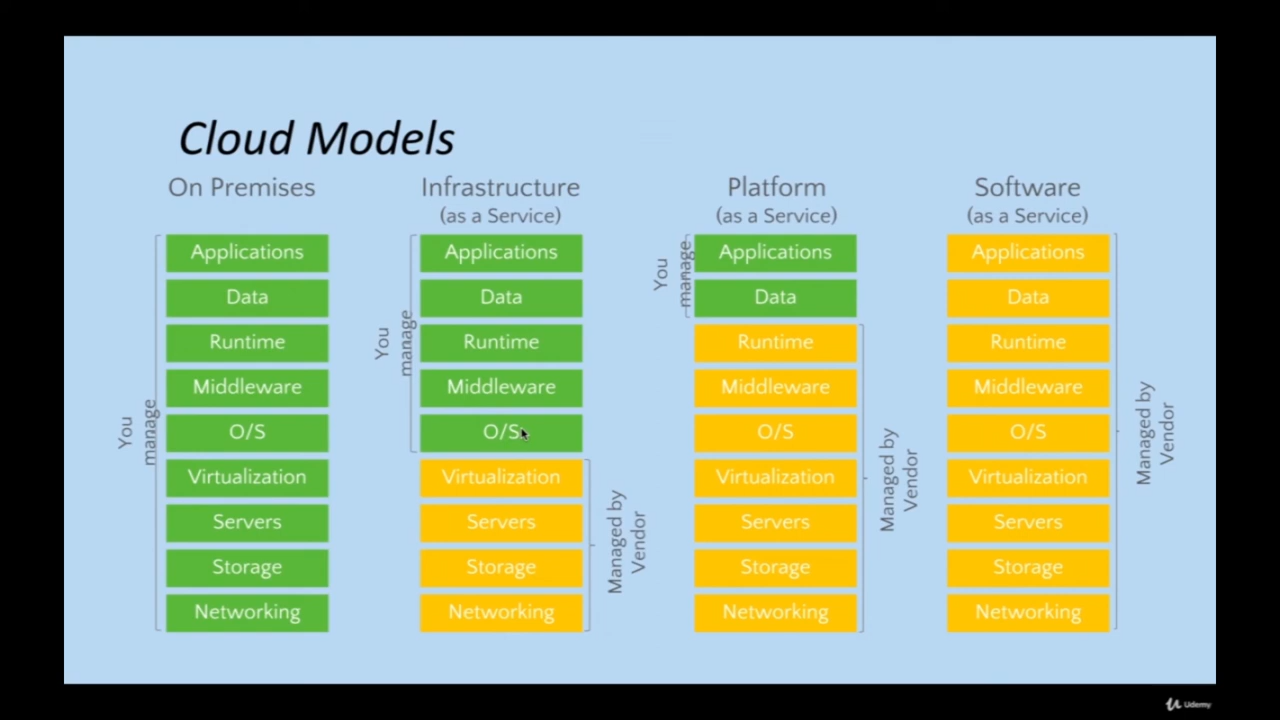 Cloud Models
On Premises
You
manage
Applications
Data
Runtime
Middleware
O/S
Virtualization
Servers
Storage
Networking
Infrastructure
(as a Service)
You
manage
Applications
Data
Runtime
Middleware
O/S
Virtualization
Servers
Storage
Networking
Managed by
Vendor
Platform
(as a Service)
You
manage
Applications
Data
Runtime
Middleware
O/S
Virtualization
Servers
Storage
Networking
Managed by
Vendor
Software
(as a Service)
Applications
Data
Runtime
Middleware
O/S
Virtualization
Servers
Storage
Networking
Managed by
Vendor
Udemy